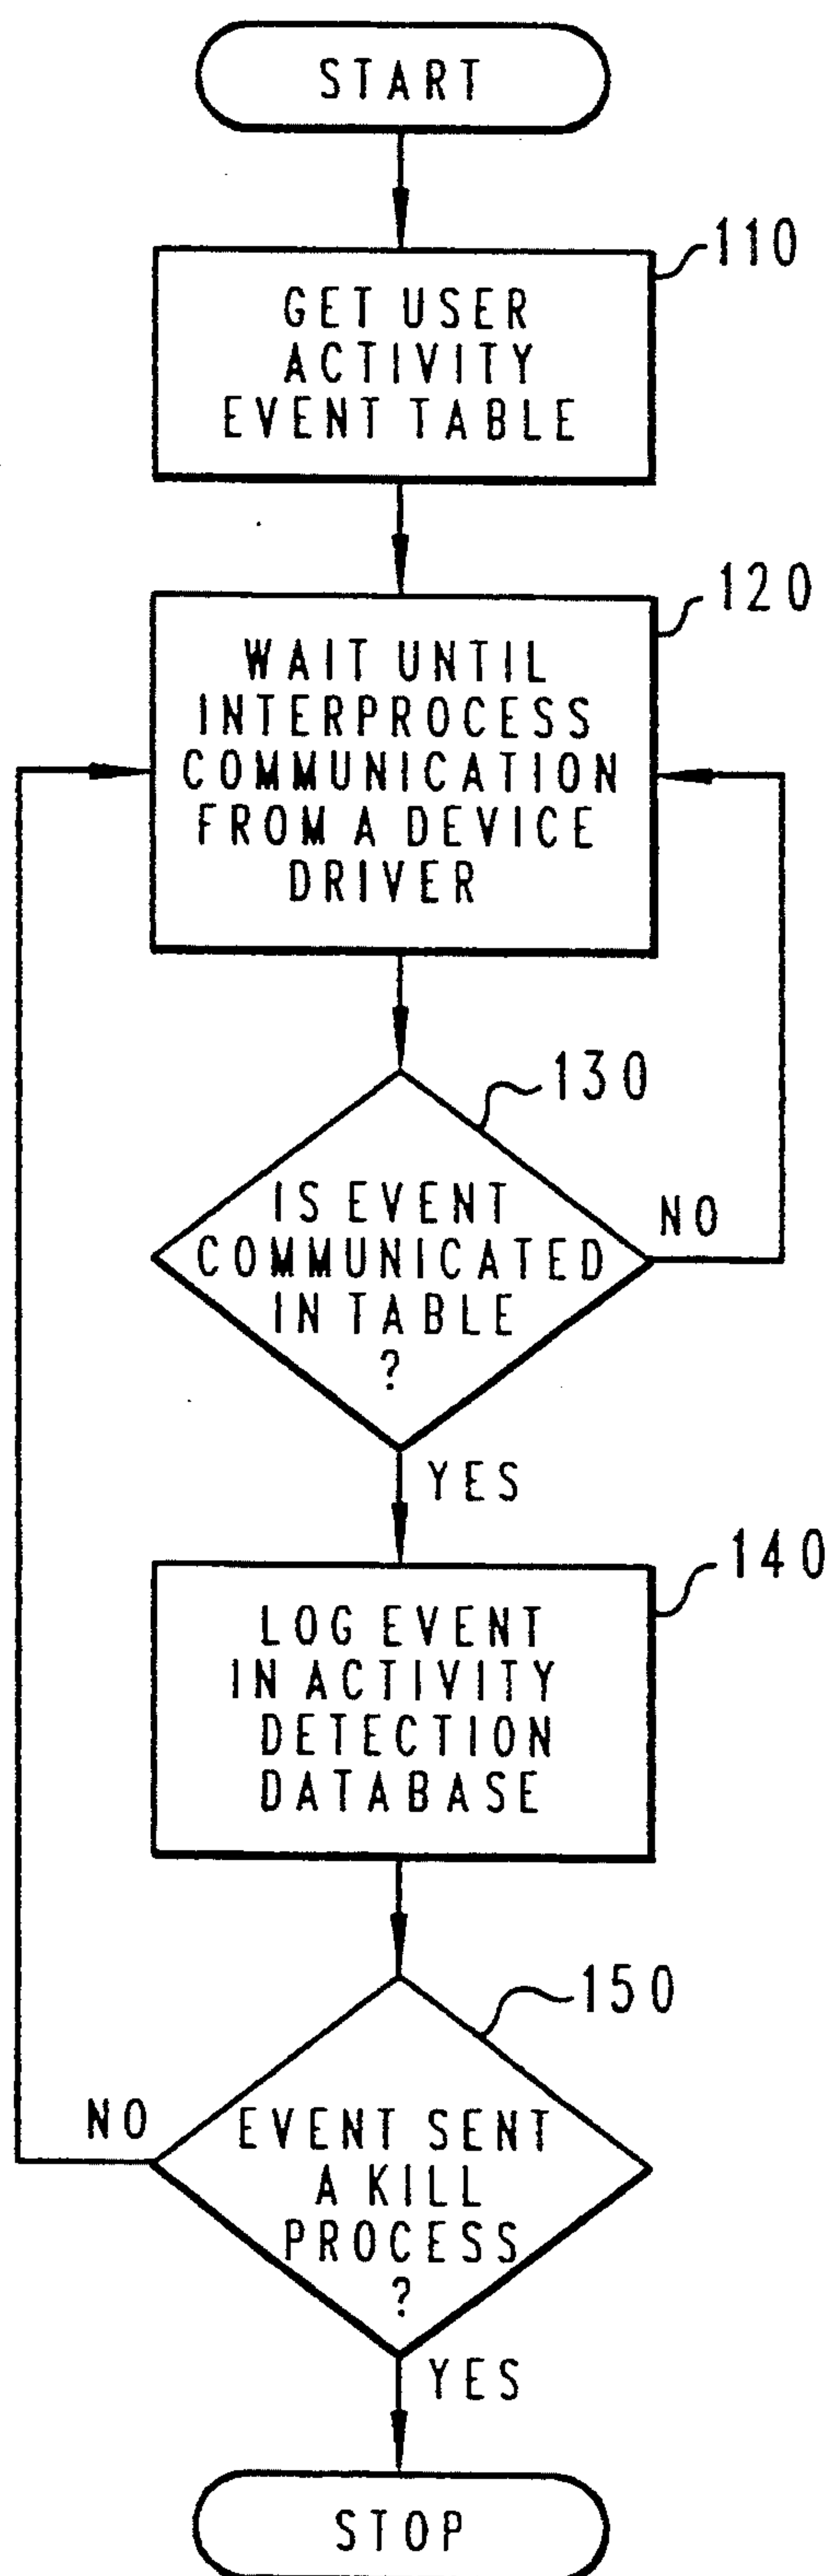 START
110
GET USER
ACTIVITY
EVENT TABLE
120
WAIT UNTIL
INTERPROCESS
COMMUNICATION
FROM A DEVICE
DRIVER
130
IS EVENT
COMMUNICATED
IN TABLE
?
NO
YES
140
LOG EVENT
IN ACTIVITY
DETECTION
DATABASE
150
EVENT SENT
A KILL
PROCESS
?
NO
YES
STOP